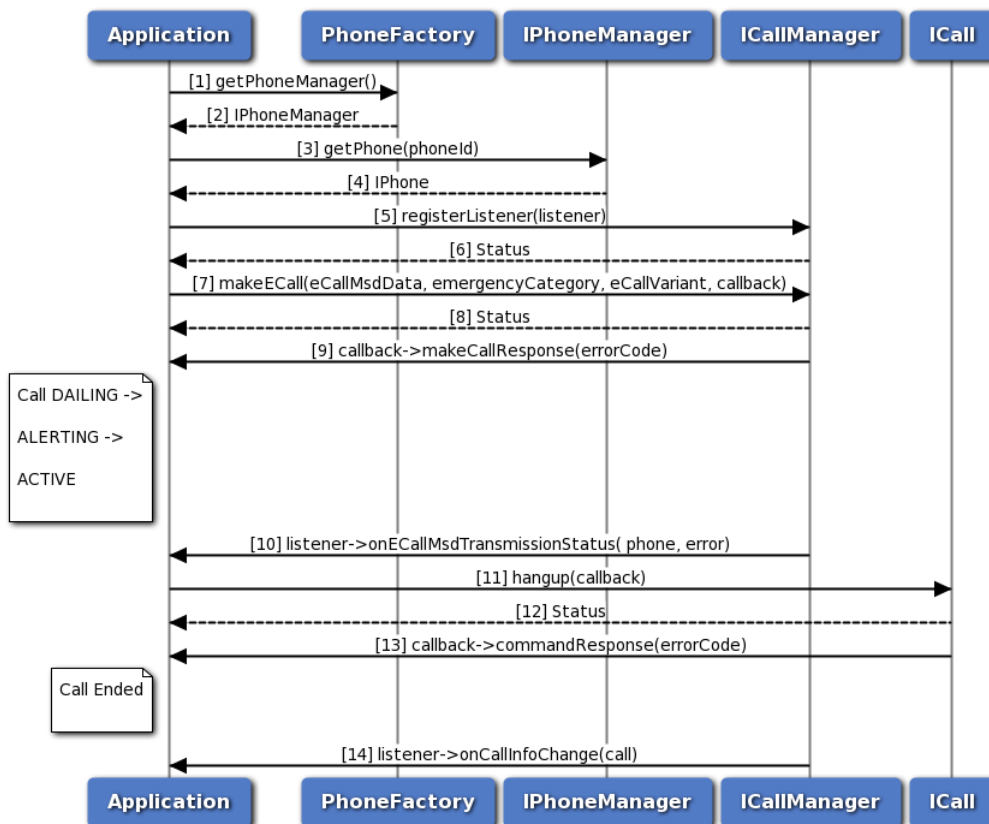 Application PhoneFactory IPhoneManager ICallManager ICall
[1] getPhoneManager()
[2] IPhoneManager
[3] getPhone(phoneId)
[4] IPhone
[5] registerListener(listener)
[6] Status
[7] makeECall(eCallMsdData, emergencyCategory, eCallVariant, callback)
[8] Status
[9] callback->makeCallResponse(errorCode)
Call DAILING ->
ALERTING ->
ACTIVE
[10] listener->onECallMsdTransmissionStatus( phone, error)
[11] hangup(callback)
[12] Status
[13] callback->commandResponse(errorCode)
Call Ended
[14] listener->onCallInfoChange(call)
Application PhoneFactory IPhoneManager ICallManager ICall